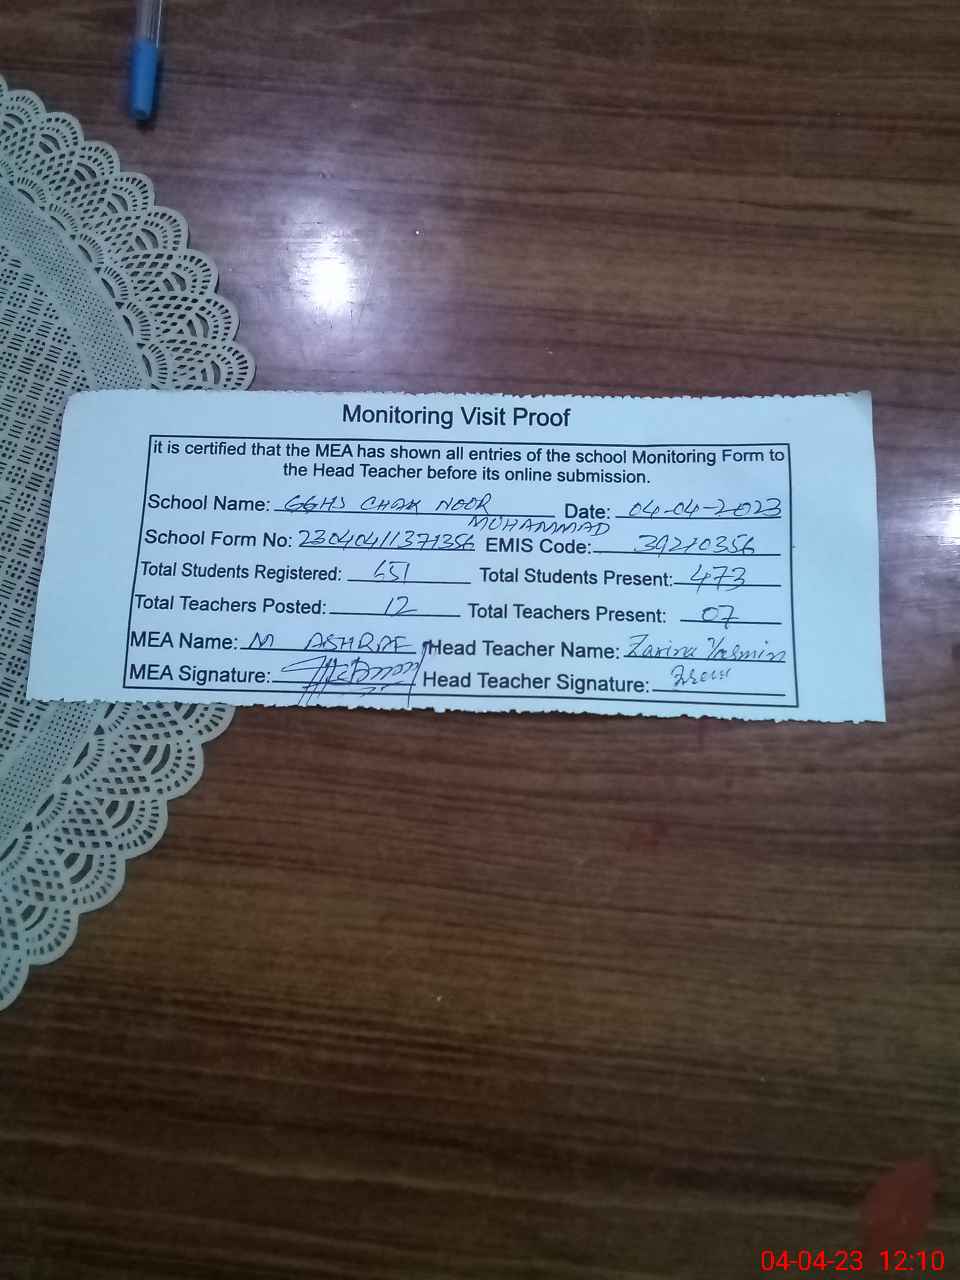 Monitoring Visit Proof
it is certified that the MEA has shown all entries of the school Monitoring Form to
the Head Teacher before its online submission.
School Name: GGHS CHAK NOOR Date: 04-04-2023
MUHAMMAD
School Form No: 23040411371356 EMIS Code: 39210356
Total Students Registered: 651 Total Students Present: 473
Total Teachers Posted: 12 Total Teachers Present: 07
MEA Name: M ASHRAF Head Teacher Name: Zarina Yasmin
MEA Signature: Head Teacher Signature:
04-04-23 12:10